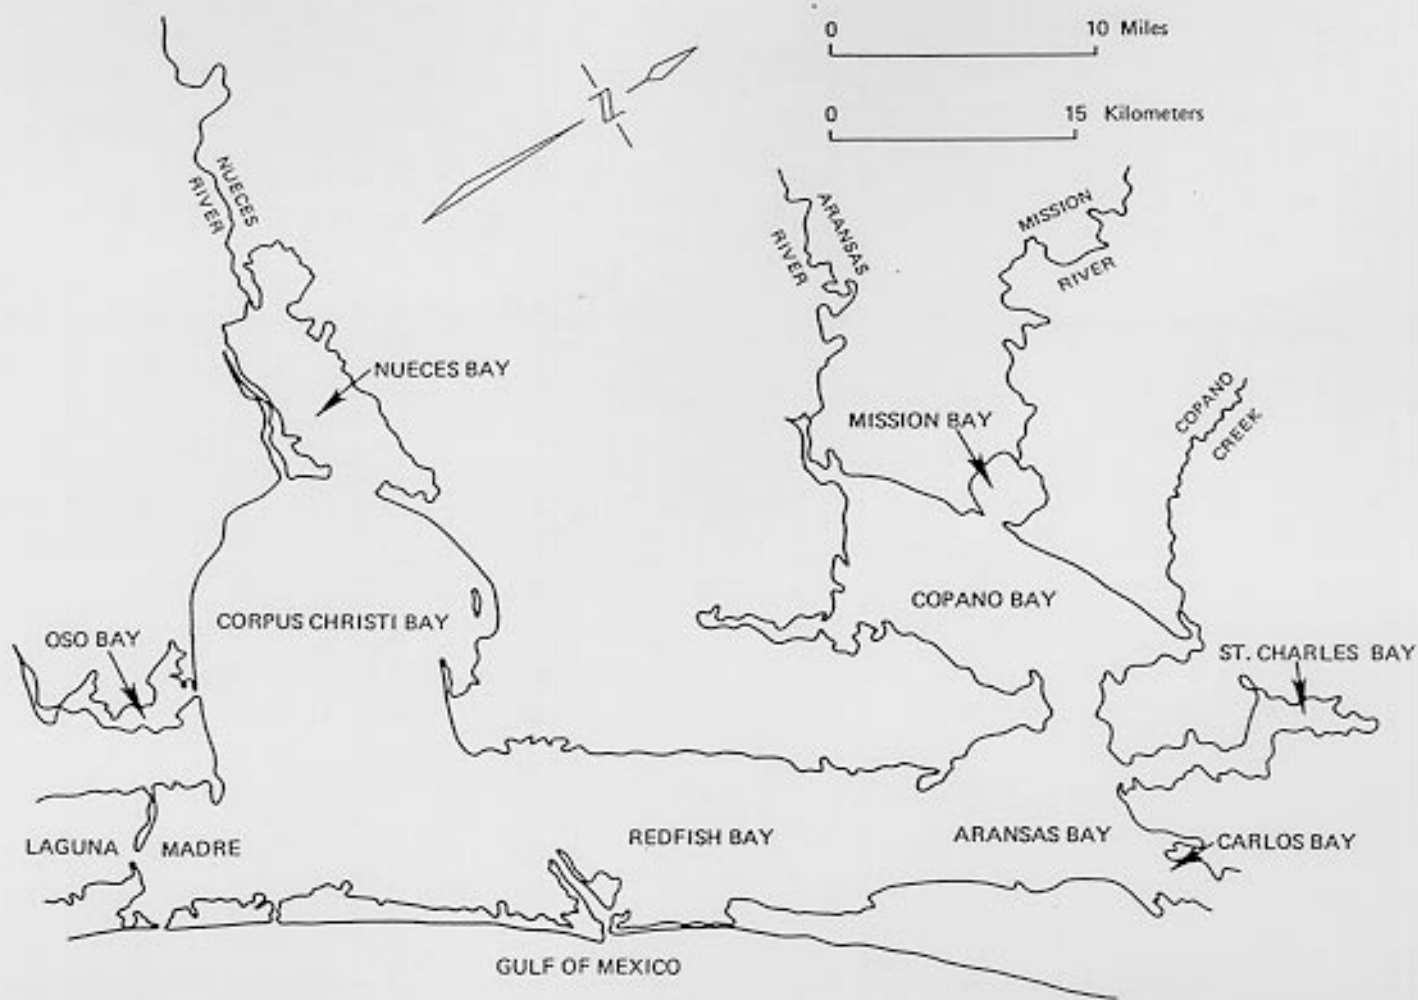 0 10 Miles
0 15 Kilometers
N
NUECES
RIVER
ARANSAS
RIVER
MISSION
RIVER
NUECES BAY
MISSION BAY
COPANO
CREEK
COPANO BAY
CORPUS CHRISTI BAY
OSO BAY
ST. CHARLES BAY
LAGUNA MADRE
REDFISH BAY
ARANSAS BAY
CARLOS BAY
GULF OF MEXICO